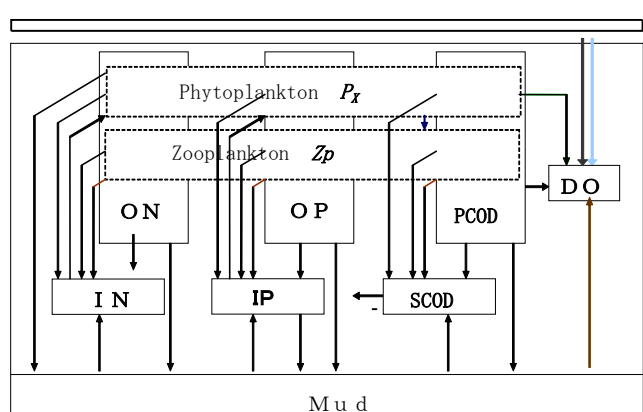 Phytoplankton Px
Zooplankton Zp
DO
ON OP PCOD
IN IP SCOD
-
Mud